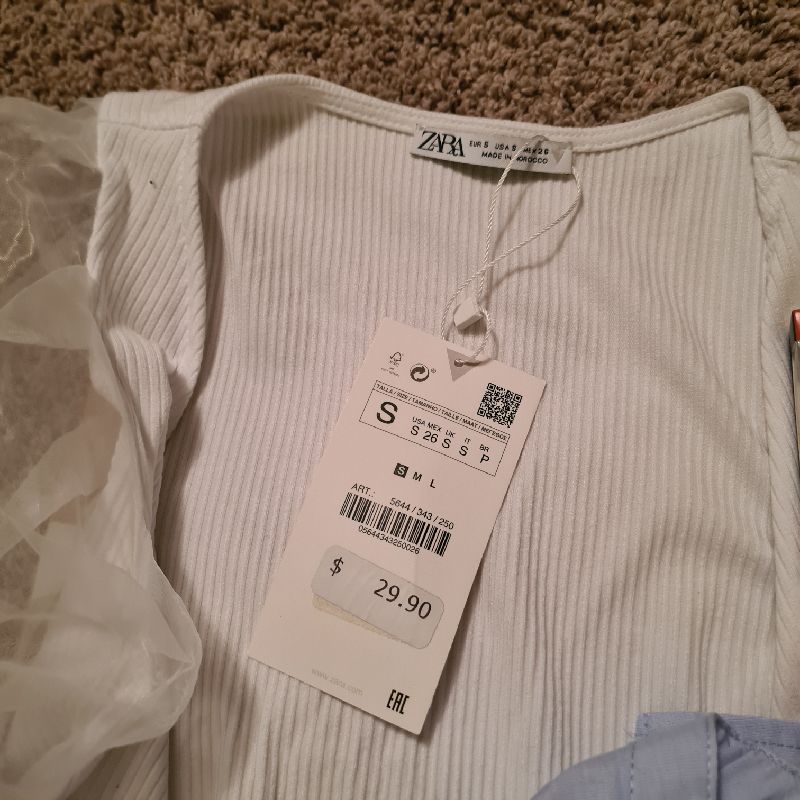 ZARA EUR S USA S MEX 26
MADE IN MOROCCO
TALLA / SIZE / TAMANHO / TAILLE / MAAT / MÉRTÉK
S
USA MEX UK IT BR
S 26 S S P
S M L
ART.: 5644 / 343 / 250
05644343250026
$ 29.90
www.zara.com
EAC